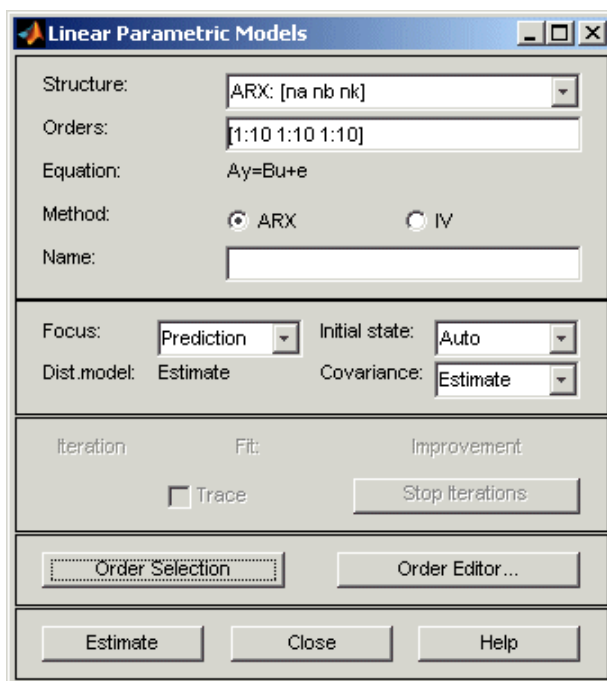 Linear Parametric Models
Structure: ARX: [na nb nk]
Orders: [1:10 1:10 1:10]
Equation: Ay=Bu+e
Method: ARX IV
Name:
Focus: Prediction Initial state: Auto
Dist.model: Estimate Covariance: Estimate
Iteration Fit: Improvement
Trace Stop Iterations
Order Selection Order Editor...
Estimate Close Help